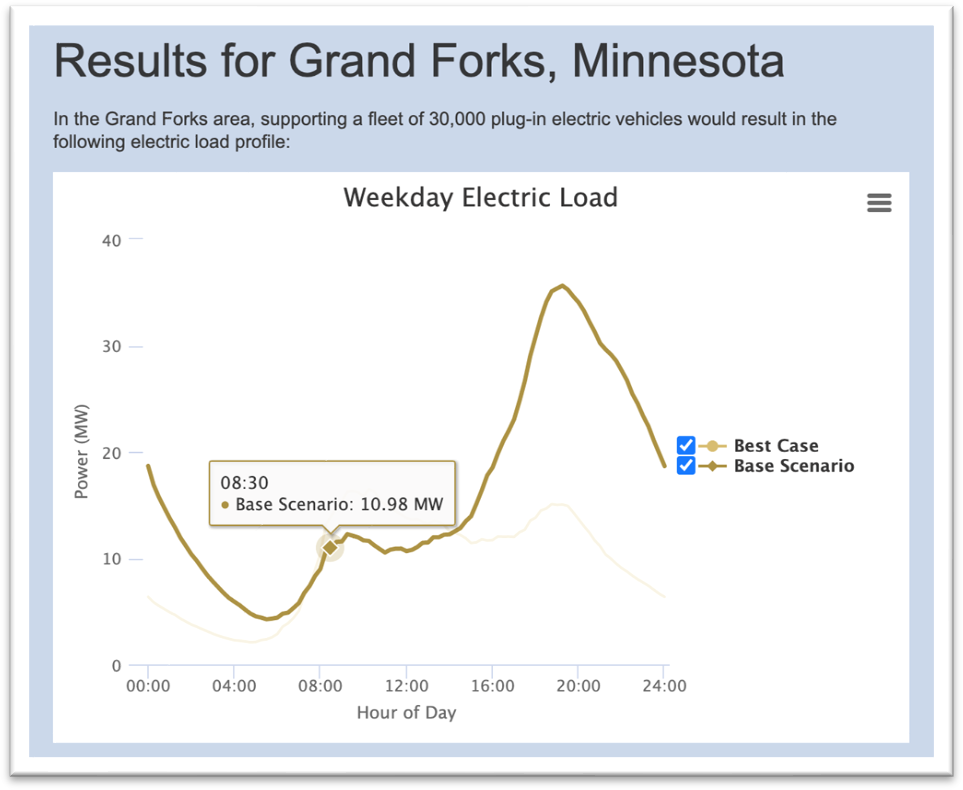 Results for Grand Forks, Minnesota
In the Grand Forks area, supporting a fleet of 30,000 plug-in electric vehicles would result in the
following electric load profile:
Weekday Electric Load
40
30
20
10
0
Power (MW)
08:30
Base Scenario: 10.98 MW
Best Case
Base Scenario
00:00 04:00 08:00 12:00 16:00 20:00 24:00
Hour of Day